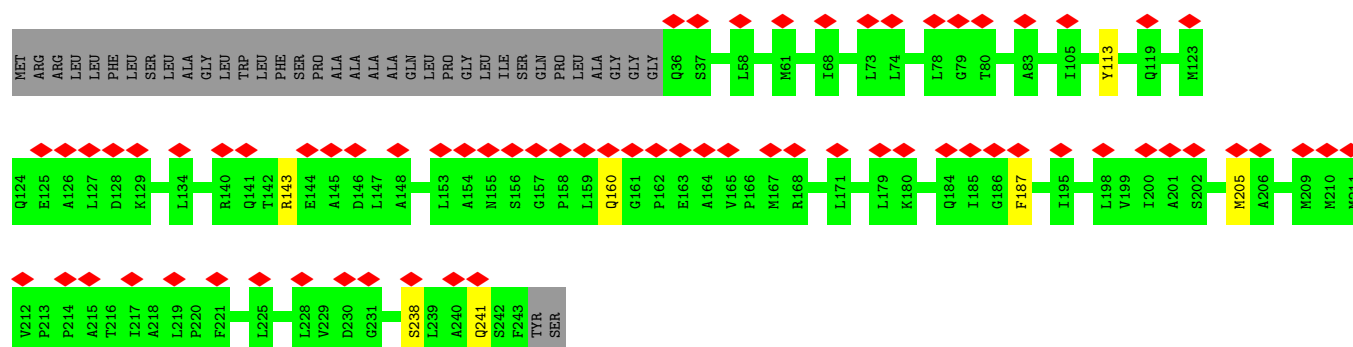 MET ARG ARG LEU LEU PHE LEU SER LEU ALA GLY LEU TRP LEU PHE SER PRO ALA ALA ALA ALA GLN LEU PRO GLY LEU ILE SER GLN PRO LEU ALA GLY GLY GLY Q36 S37 L58 M61 I68 L73 L74 L78 G79 T80 A83 I105 Y113 Q119 M123
Q124 E125 A126 L127 D128 K129 L134 R140 Q141 T142 R143 E144 A145 D146 L147 A148 L153 A154 N155 S156 G157 P158 L159 Q160 G161 P162 E163 A164 V165 P166 M167 R168 L171 L179 K180 Q184 I185 G186 F187 I195 L198 V199 I200 A201 S202 M205 A206 M209 M210
V212 P213 P214 A215 T216 I217 A218 L219 P220 F221 L225 L228 V229 D230 G231 S238 L239 A240 Q241 S242 F243 TYR SER